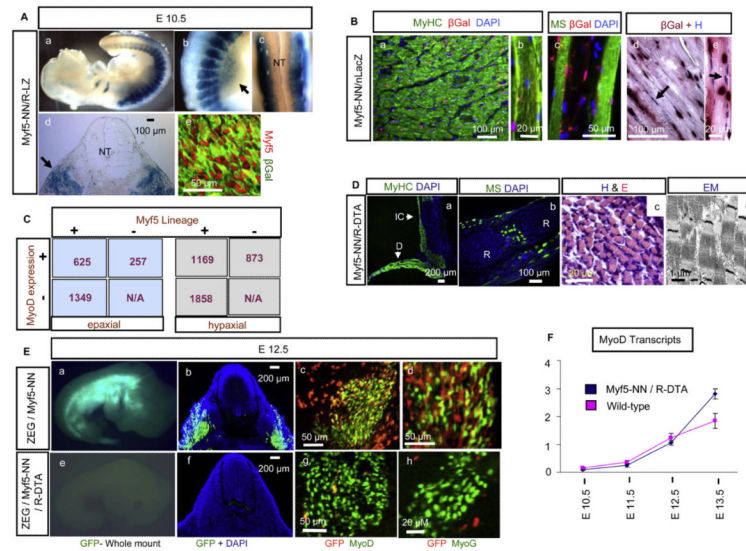 A
E 10.5
Myf5-NN/R-LZ
a
b
c
NT
d
100 µm
NT
e
50 µm
Myf5 βGal
B
Myf5-NN/nLacZ
MyHC βGal DAPI
MS βGal DAPI
βGal + H
a
b
c
d
e
100 µm
20 µm
50 µm
100 µm
20 µm
C
Myf5 Lineage
+ - + -
MyoD expression
+
625 257 1169 873
-
1349 N/A 1858 N/A
epaxial hypaxial
D
Myf5-NN/R-DTA
MyHC DAPI
MS DAPI
H & E
EM
a
IC
D
200 µm
b
R
R
100 µm
c
20 µm
1 µm
E
E 12.5
ZEG / Myf5-NN
a
b
200 µm
c
50 µm
d
50 µm
ZEG / Myf5-NN
/ R-DTA
e
f
200 µm
g
50 µm
h
20 µM
GFP- Whole mount
GFP + DAPI
GFP MyoD
GFP MyoG
F
MyoD Transcripts
Myf5-NN / R-DTA
Wild-type
4
3
2
1
0
E 10.5
E 11.5
E 12.5
E 13.5